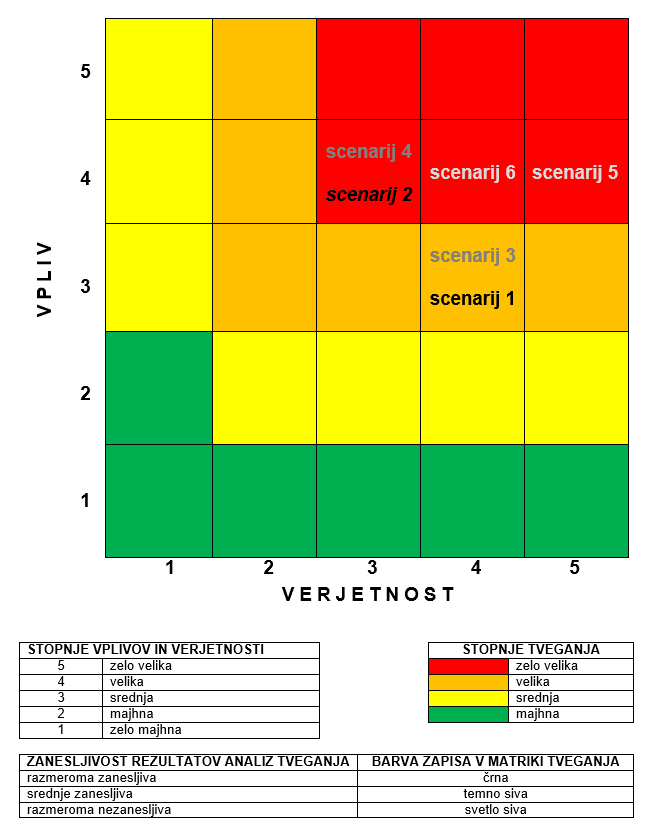 5
4
scenarij 4
scenarij 2
scenarij 6
scenarij 5
VPLIV
3
scenarij 3
scenarij 1
2
1
1 2 3 4 5
VERJETNOST
STOPNJE VPLIVOV IN VERJETNOSTI
5 zelo velika
4 velika
3 srednja
2 majhna
1 zelo majhna
STOPNJE TVEGANJA
zelo velika
velika
srednja
majhna
ZANESLJIVOST REZULTATOV ANALIZ TVEGANJA BARVA ZAPISA V MATRIKI TVEGANJA
razmeroma zanesljiva črna
srednje zanesljiva temno siva
razmeroma nezanesljiva svetlo siva